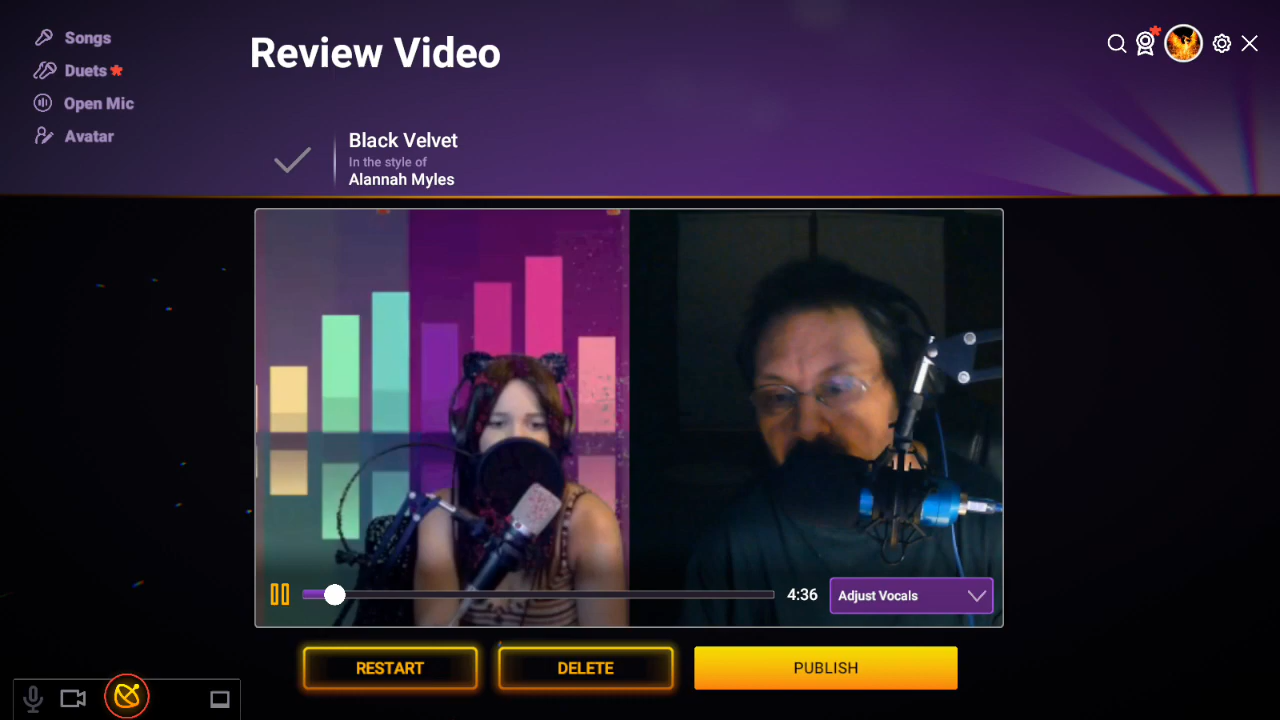 Songs
Duets
Open Mic
Avatar
Review Video
Black Velvet
In the style of
Alannah Myles
4:36
Adjust Vocals
RESTART
DELETE
PUBLISH